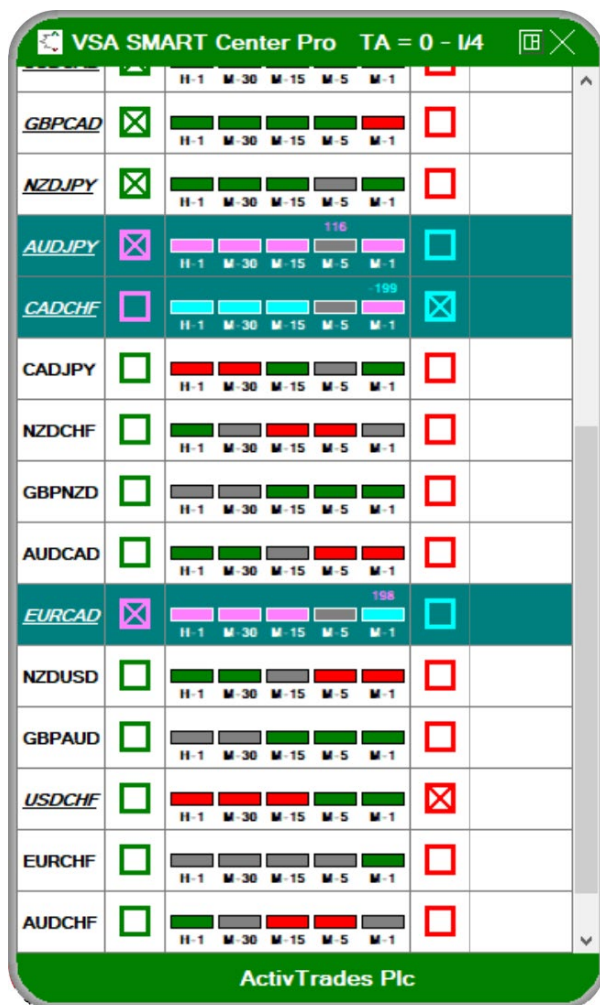 VSA SMART Center Pro TA = 0 - I/4
H-1 M-30 M-15 M-5 M-1
GBPCAD
H-1 M-30 M-15 M-5 M-1
NZDJPY
H-1 M-30 M-15 M-5 M-1
116
AUDJPY
H-1 M-30 M-15 M-5 M-1
-199
CADCHF
H-1 M-30 M-15 M-5 M-1
CADJPY
H-1 M-30 M-15 M-5 M-1
NZDCHF
H-1 M-30 M-15 M-5 M-1
GBPNZD
H-1 M-30 M-15 M-5 M-1
AUDCAD
H-1 M-30 M-15 M-5 M-1
198
EURCAD
H-1 M-30 M-15 M-5 M-1
NZDUSD
H-1 M-30 M-15 M-5 M-1
GBPAUD
H-1 M-30 M-15 M-5 M-1
USDCHF
H-1 M-30 M-15 M-5 M-1
EURCHF
H-1 M-30 M-15 M-5 M-1
AUDCHF
H-1 M-30 M-15 M-5 M-1
ActivTrades Plc